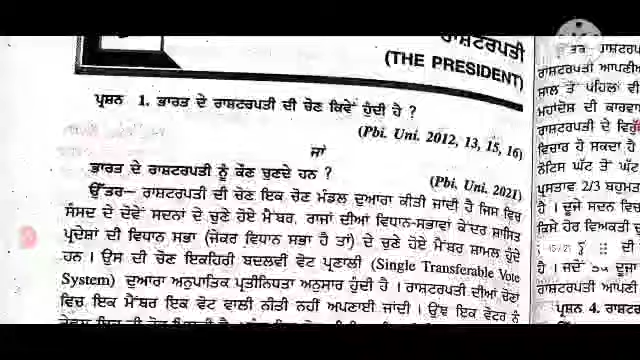 ਰਾਸ਼ਟਰਪਤੀ
(THE PRESIDENT)
ਪ੍ਰਸ਼ਨ 1. ਭਾਰਤ ਦੇ ਰਾਸ਼ਟਰਪਤੀ ਦੀ ਚੋਣ ਕਿਵੇਂ ਹੁੰਦੀ ਹੈ ?
(Pbi. Uni. 2012, 13, 15, 16)
ਜਾਂ
ਭਾਰਤ ਦੇ ਰਾਸ਼ਟਰਪਤੀ ਨੂੰ ਕੌਣ ਚੁਣਦੇ ਹਨ ?
(Pbi. Uni. 2021)
ਉੱਤਰ— ਰਾਸ਼ਟਰਪਤੀ ਦੀ ਚੋਣ ਇਕ ਚੋਣ ਮੰਡਲ ਦੁਆਰਾ ਕੀਤੀ ਜਾਂਦੀ ਹੈ ਜਿਸ ਵਿਚ
ਸੰਸਦ ਦੇ ਦੋਵੇਂ ਸਦਨਾਂ ਦੇ ਚੁਣੇ ਹੋਏ ਮੈਂਬਰ, ਰਾਜਾਂ ਦੀਆਂ ਵਿਧਾਨ-ਸਭਾਵਾਂ ਕੇਂਦਰ ਸ਼ਾਸਿਤ
ਪ੍ਰਦੇਸ਼ਾਂ ਦੀ ਵਿਧਾਨ ਸਭਾ (ਜੇਕਰ ਵਿਧਾਨ ਸਭਾ ਹੈ ਤਾਂ) ਦੇ ਚੁਣੇ ਹੋਏ ਮੈਂਬਰ ਸ਼ਾਮਲ ਹੁੰਦੇ
ਹਨ । ਉਸ ਦੀ ਚੋਣ ਇਕਹਿਰੀ ਬਦਲਵੀਂ ਵੋਟ ਪ੍ਰਣਾਲੀ (Single Transferable Vote
System) ਦੁਆਰਾ ਅਨੁਪਾਤਿਕ ਪ੍ਰਤੀਨਿਧਤਾ ਅਨੁਸਾਰ ਹੁੰਦੀ ਹੈ । ਰਾਸ਼ਟਰਪਤੀ ਦੀਆਂ ਚੋਣਾਂ
ਵਿਚ ਇਕ ਮੈਂਬਰ ਇਕ ਵੋਟ ਵਾਲੀ ਨੀਤੀ ਨਹੀਂ ਅਪਣਾਈ ਜਾਂਦੀ । ਉਂਞ ਇਕ ਵੋਟਰ ਨੂੰ
ਰਾਸ਼ਟਰਪਤੀ ਆਪਣੀਆਂ
ਸਾਲ ਤੋਂ ਪਹਿਲਾਂ ਵੀ
ਮਹਾਂਦੋਸ਼ ਦੀ ਕਾਰਵਾ
ਰਾਸ਼ਟਰਪਤੀ ਦੇ ਵਿਰੁੱ
ਵਿਚਾਰ ਹੋ ਸਕਦਾ ਹੈ
ਨੋਟਿਸ ਘੱਟ ਤੋਂ ਘੱਟ
ਪ੍ਰਸਤਾਵ 2/3 ਬਹੁਮਤ
ਹੈ । ਦੂਜੇ ਸਦਨ ਵਿਚ
ਕਿਸੇ ਹੋਰ ਵਿਅਕਤੀ ਦੁ
ਦੀ
ਹੈ । ਜਦੋਂ ਦੂਜਾ
ਰਾਸ਼ਟਰਪਤੀ ਆਪਣੀ
ਪ੍ਰਸ਼ਨ 4. ਰਾਸ਼ਟਰ